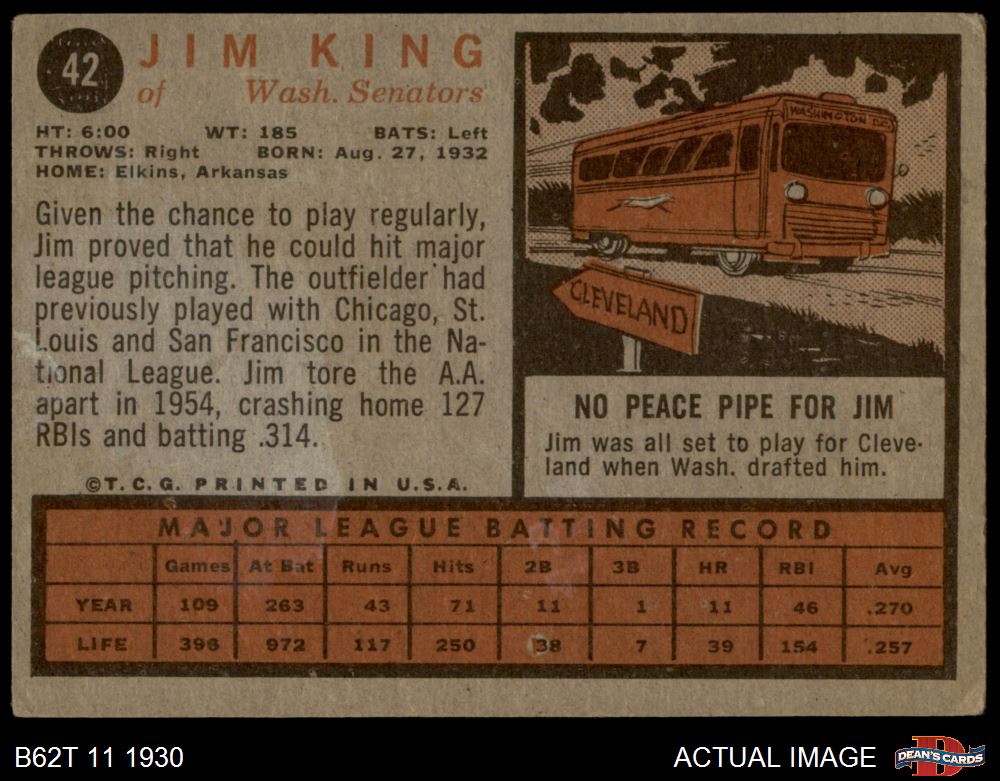 42
JIM KING
of Wash. Senators
HT: 6:00 WT: 185 BATS: Left
THROWS: Right BORN: Aug. 27, 1932
HOME: Elkins, Arkansas
Given the chance to play regularly,
Jim proved that he could hit major
league pitching. The outfielder had
previously played with Chicago, St.
Louis and San Francisco in the Na-
tional League. Jim tore the A.A.
apart in 1954, crashing home 127
RBIs and batting .314.
©T.C.G. PRINTED IN U.S.A.
WASHINGTON D.C.
CLEVELAND
NO PEACE PIPE FOR JIM
Jim was all set to play for Cleve-
land when Wash. drafted him.
MAJOR LEAGUE BATTING RECORD
Games At Bat Runs Hits 2B 3B HR RBI Avg
YEAR 109 263 43 71 11 1 11 46 .270
LIFE 396 972 117 250 38 7 39 154 .257
B62T 11 1930
ACTUAL IMAGE
D
DEAN'S CARDS